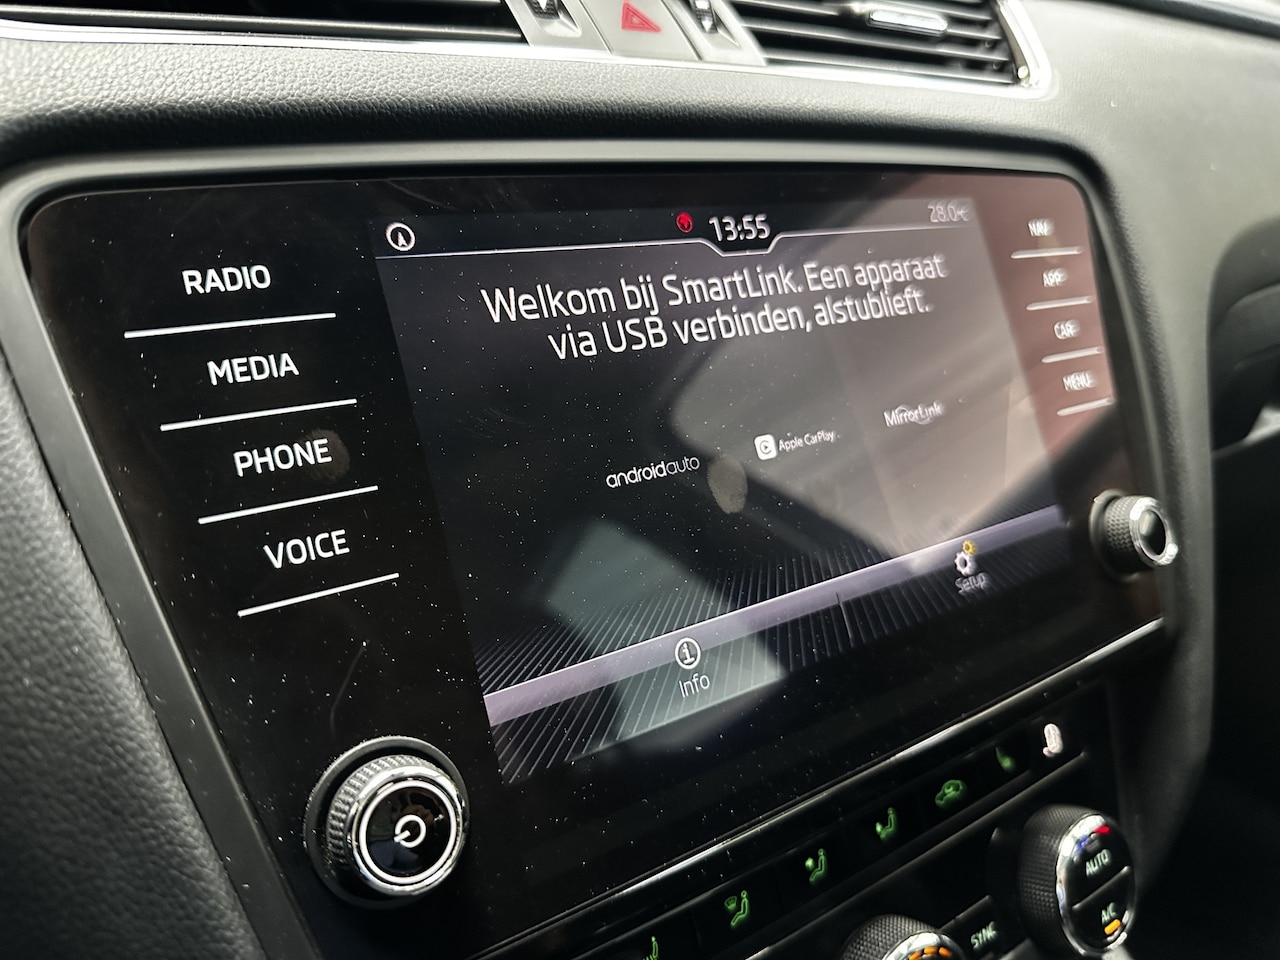 13:55
28.0°C
RADIO
MEDIA
PHONE
VOICE
Welkom bij SmartLink. Een apparaat
via USB verbinden, alstublieft.
androidauto
Apple CarPlay
MirrorLink
Info
Setup
NAV
APP
CAR
MENU
AUTO
A/C
SYNC